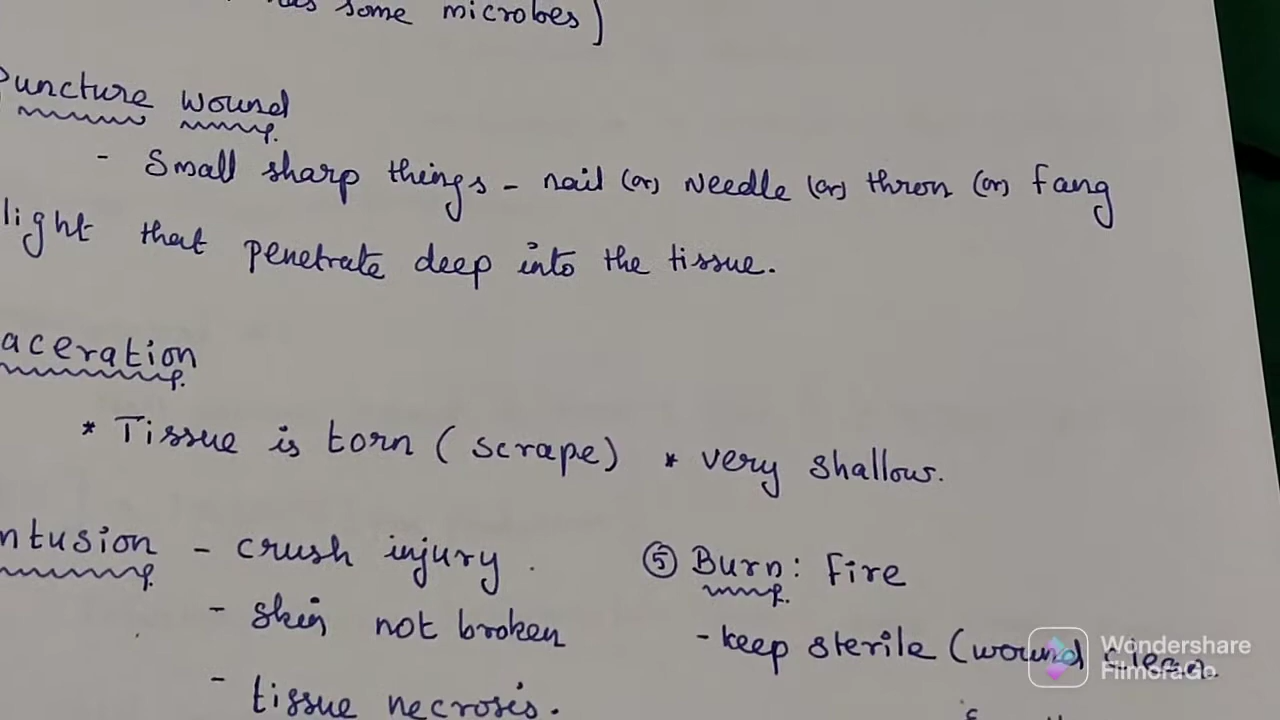 some microbes)
Puncture wound
- Small sharp things - nail (or) Needle (or) thron (or) fang
light that penetrate deep into the tissue.
aceration
* Tissue is torn (scrape) * very shallow.
ntusion - crush injury.
- skin not broken
- tissue necrosis.
⑤ Burn: Fire
- keep sterile (wound clean.
Wondershare
FilmoraGo